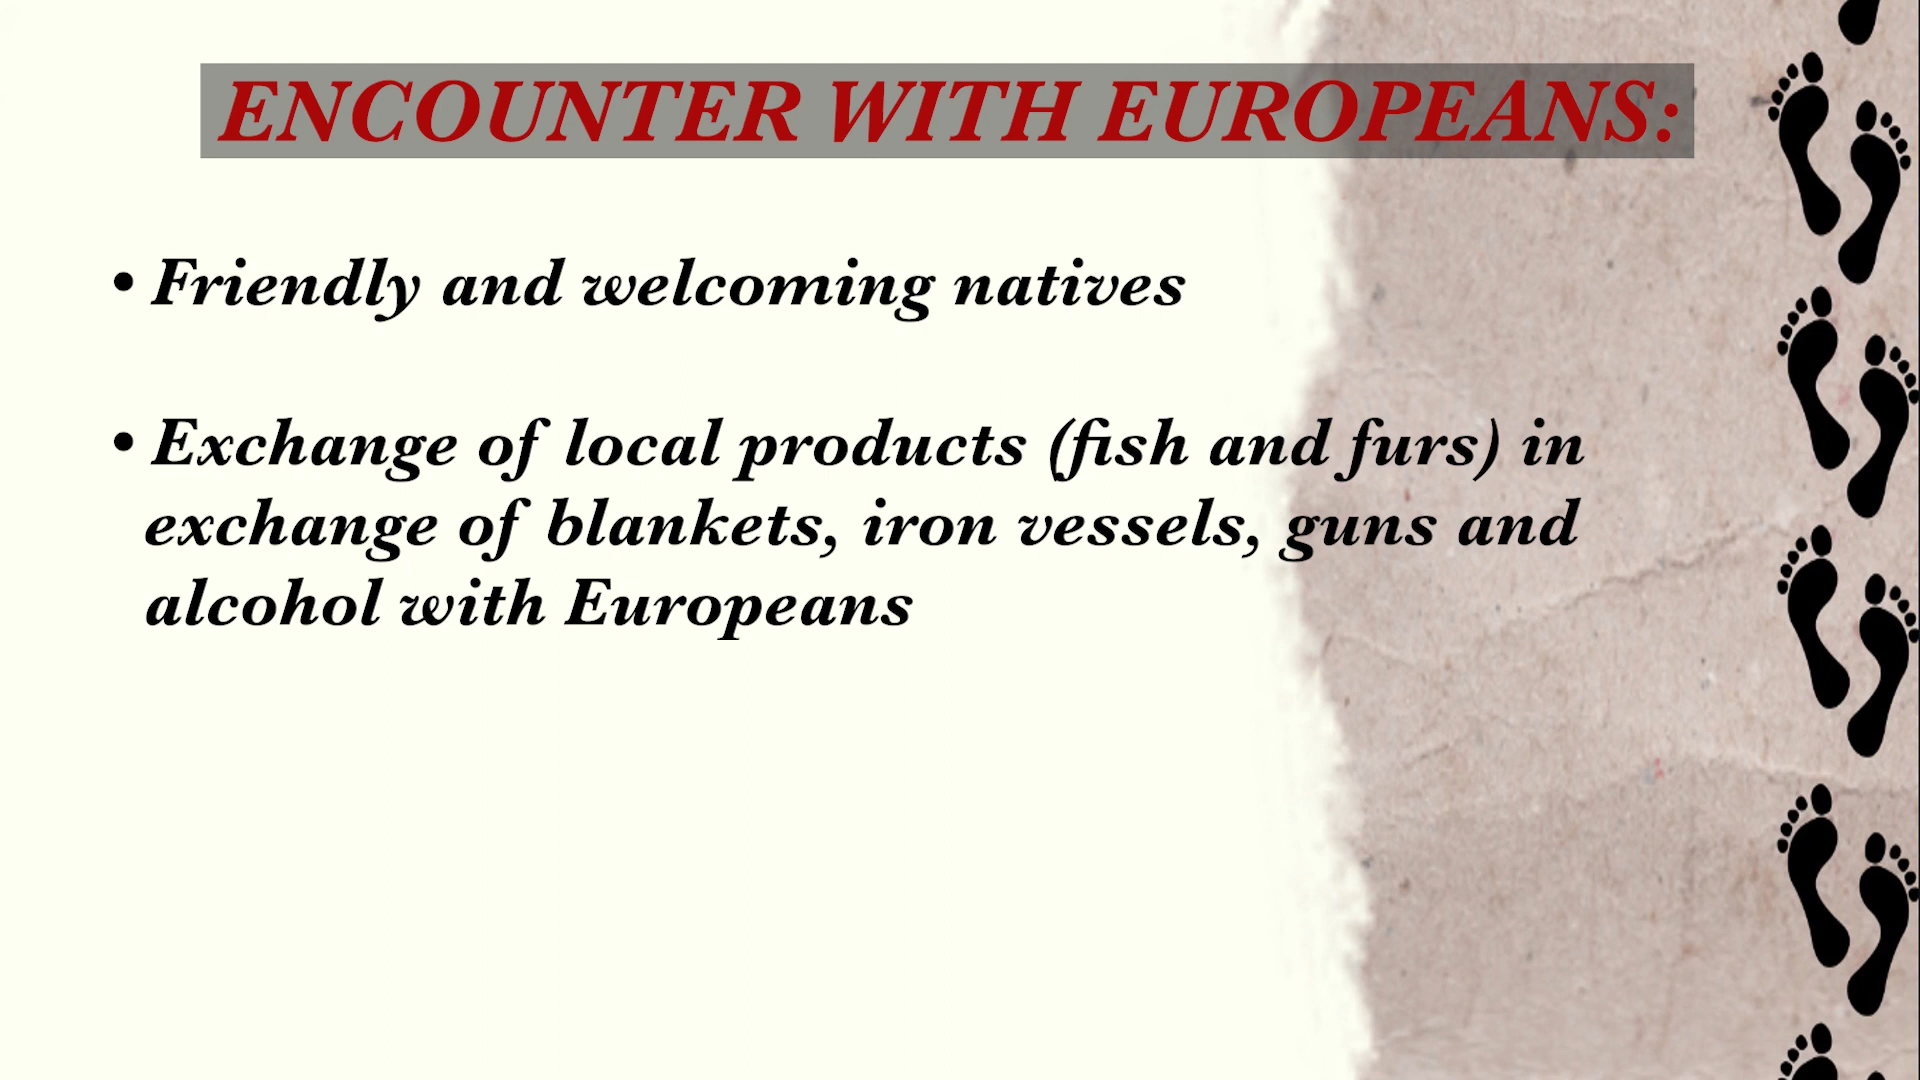 ENCOUNTER WITH EUROPEANS:
• Friendly and welcoming natives
• Exchange of local products (fish and furs) in
exchange of blankets, iron vessels, guns and
alcohol with Europeans